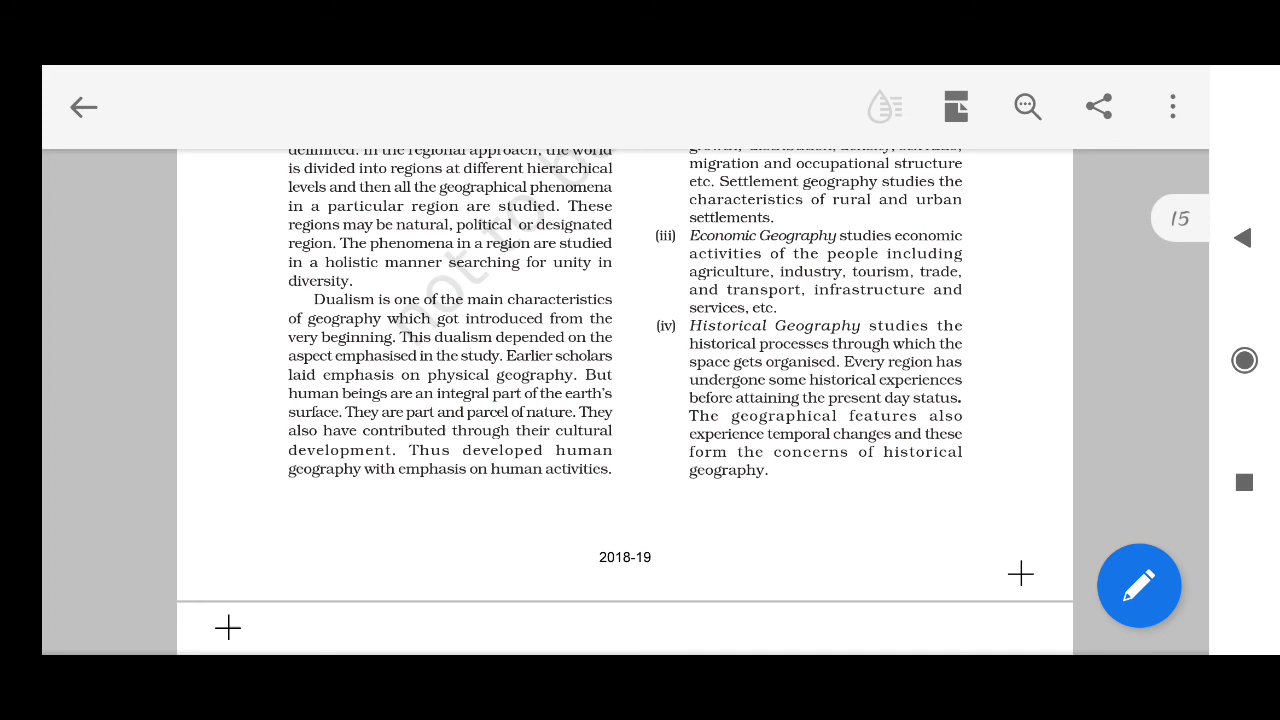 15
delimited. In the regional approach, the world
is divided into regions at different hierarchical
levels and then all the geographical phenomena
in a particular region are studied. These
regions may be natural, political or designated
region. The phenomena in a region are studied
in a holistic manner searching for unity in
diversity.
Dualism is one of the main characteristics
of geography which got introduced from the
very beginning. This dualism depended on the
aspect emphasised in the study. Earlier scholars
laid emphasis on physical geography. But
human beings are an integral part of the earth's
surface. They are part and parcel of nature. They
also have contributed through their cultural
development. Thus developed human
geography with emphasis on human activities.
migration and occupational structure
etc. Settlement geography studies the
characteristics of rural and urban
settlements.
(iii) Economic Geography studies economic
activities of the people including
agriculture, industry, tourism, trade,
and transport, infrastructure and
services, etc.
(iv) Historical Geography studies the
historical processes through which the
space gets organised. Every region has
undergone some historical experiences
before attaining the present day status.
The geographical features also
experience temporal changes and these
form the concerns of historical
geography.
not to b
2018-19